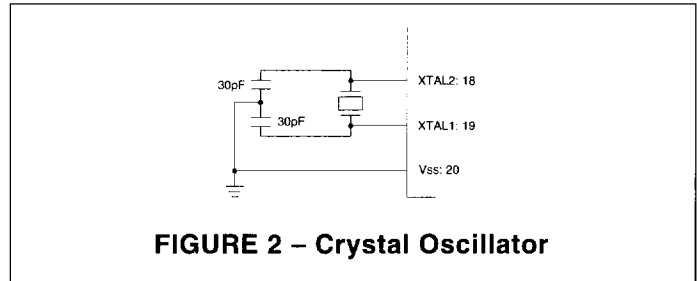 30pF
XTAL2: 18
30pF
XTAL1: 19
Vss: 20
FIGURE 2 – Crystal Oscillator